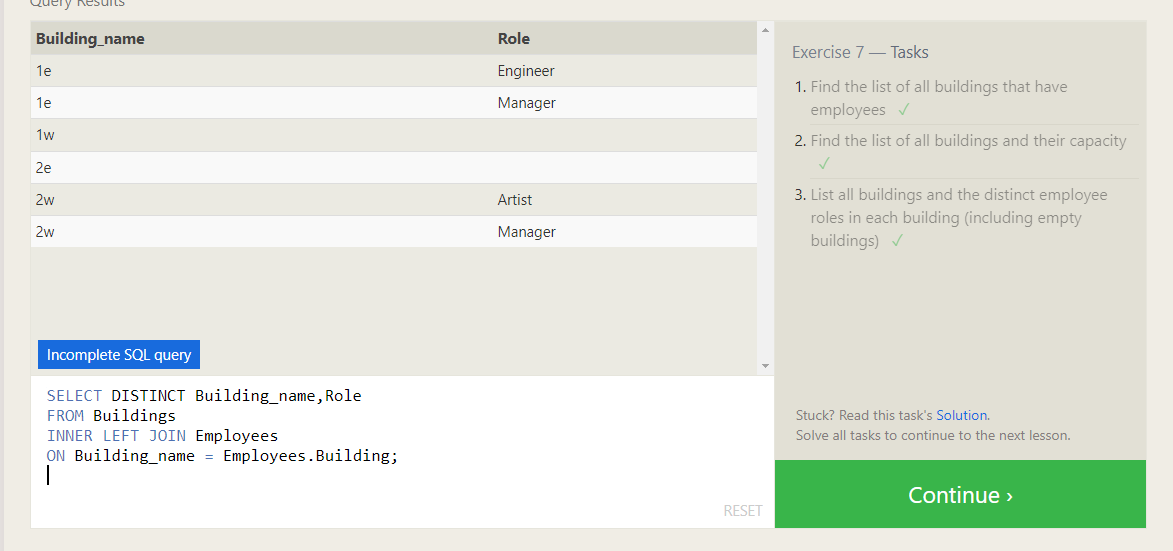 Query Results
Building_name Role
1e Engineer
1e Manager
1w
2e
2w Artist
2w Manager
Incomplete SQL query
SELECT DISTINCT Building_name,Role
FROM Buildings
INNER LEFT JOIN Employees
ON Building_name = Employees.Building;
RESET
Exercise 7 — Tasks
1. Find the list of all buildings that have
employees ✓
2. Find the list of all buildings and their capacity
✓
3. List all buildings and the distinct employee
roles in each building (including empty
buildings) ✓
Stuck? Read this task's Solution.
Solve all tasks to continue to the next lesson.
Continue ›